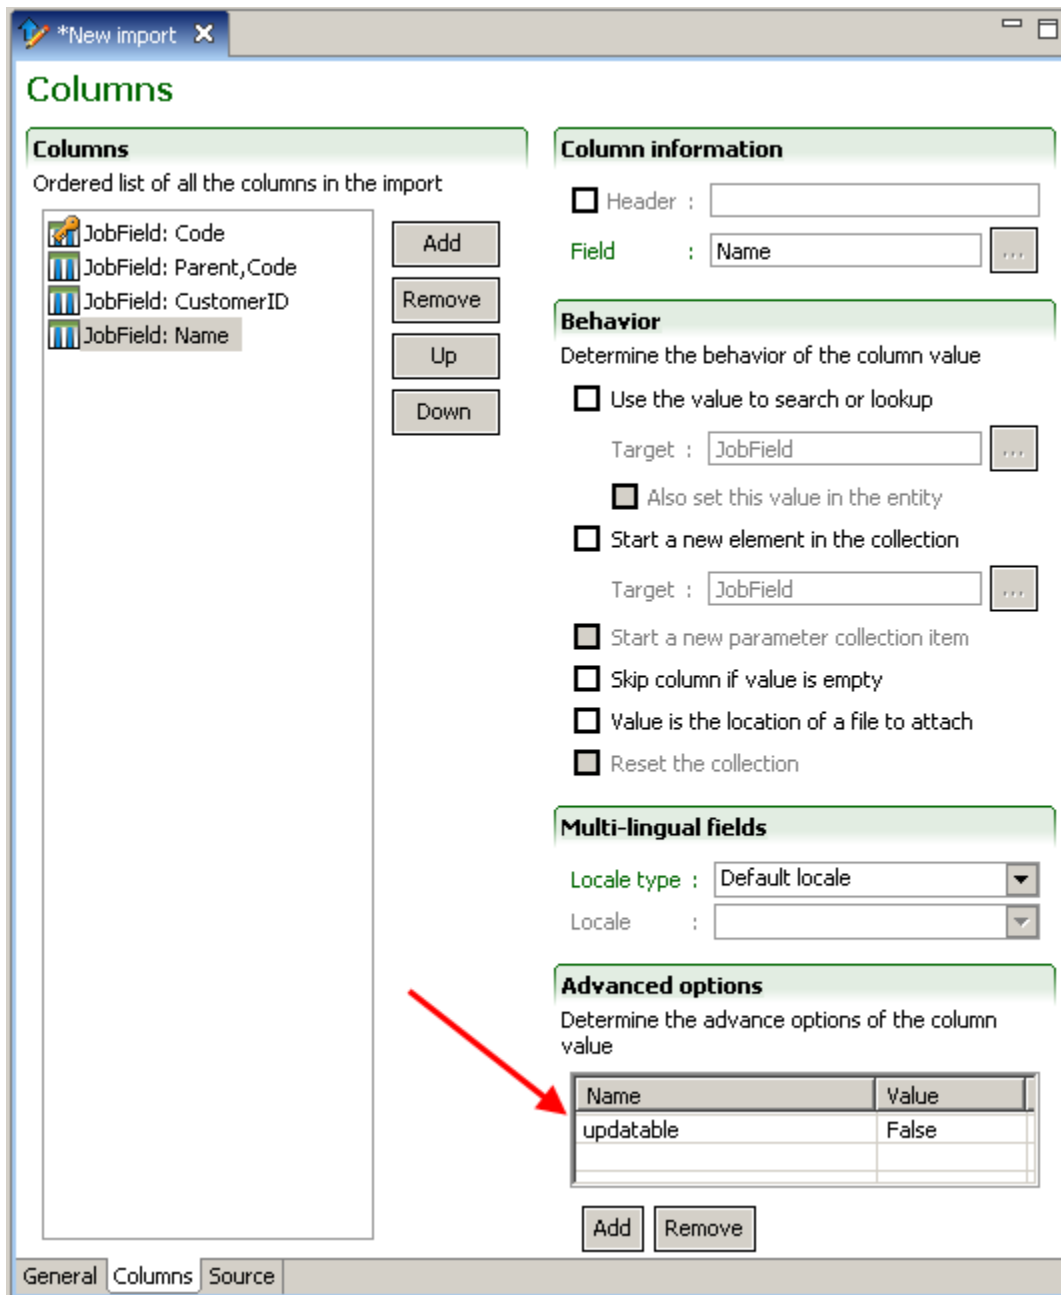 *New import
Columns
Columns
Ordered list of all the columns in the import
JobField: Code
JobField: Parent,Code
JobField: CustomerID
JobField: Name
Add
Remove
Up
Down
Column information
Header :
Field : Name ...
Behavior
Determine the behavior of the column value
Use the value to search or lookup
Target : JobField ...
Also set this value in the entity
Start a new element in the collection
Target : JobField ...
Start a new parameter collection item
Skip column if value is empty
Value is the location of a file to attach
Reset the collection
Multi-lingual fields
Locale type : Default locale
Locale :
Advanced options
Determine the advance options of the column
value
Name Value
updatable False
Add Remove
General Columns Source